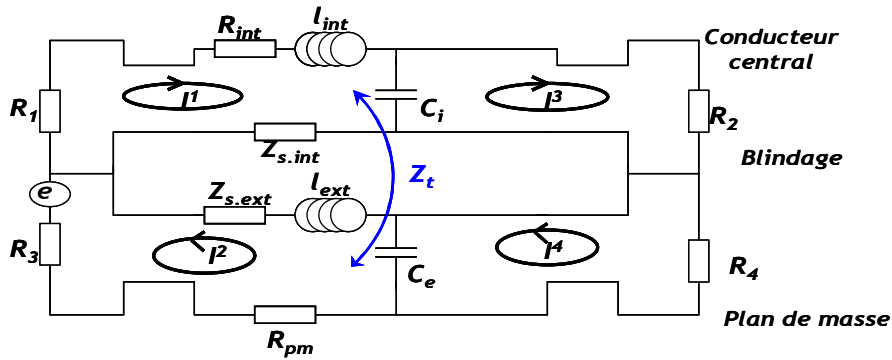 R_int
l_int
Conducteur
central
R_1
I^1
C_i
I^3
R_2
Z_s.int
Z_t
Blindage
e
Z_s.ext
l_ext
R_3
I^2
C_e
I^4
R_4
R_pm
Plan de masse